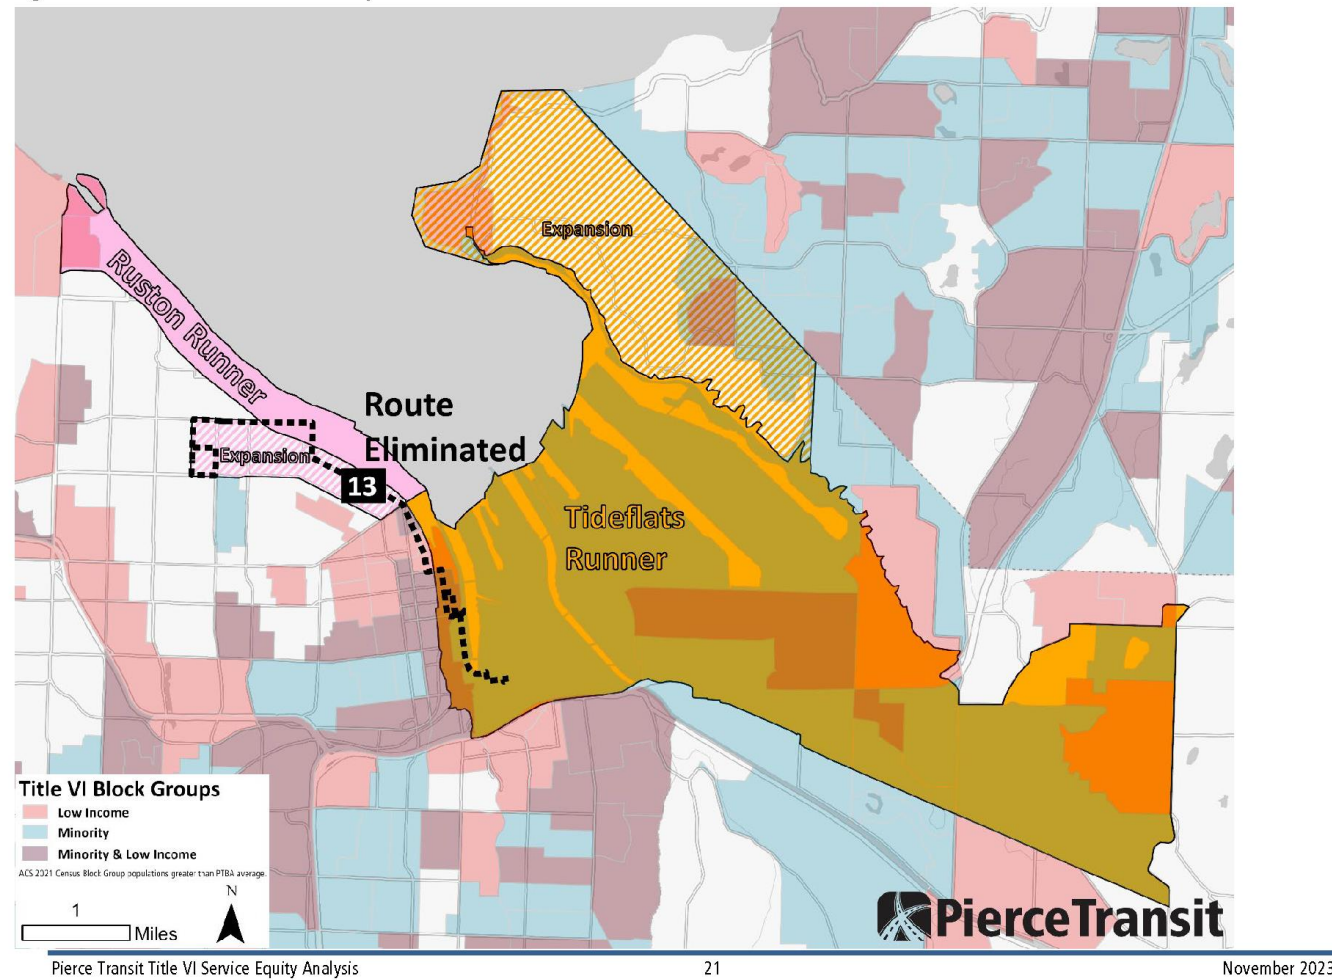 Expansion
Ruston Runner
Route
Eliminated
Expansion
13
Tideflats
Runner
Title VI Block Groups
Low Income
Minority
Minority & Low Income
ACS 2021 Census Block Group populations greater than PTBA average.
N
1
Miles
PierceTransit
Pierce Transit Title VI Service Equity Analysis
21
November 2023